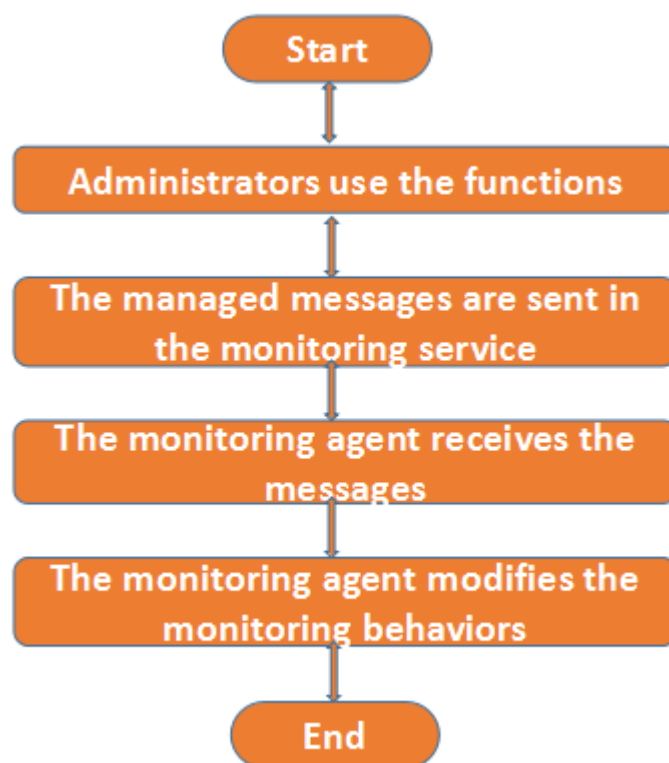 Start
Administrators use the functions
The managed messages are sent in
the monitoring service
The monitoring agent receives the
messages
The monitoring agent modifies the
monitoring behaviors
End